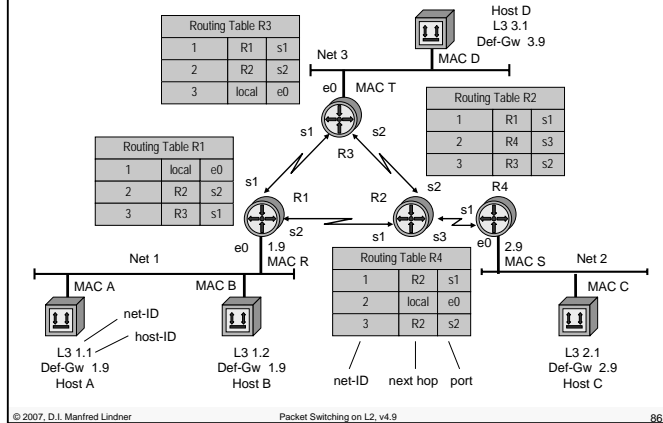 Host D
L3 3.1
Def-Gw 3.9
MAC D
Routing Table R3
1 R1 s1
2 R2 s2
3 local e0
Net 3
e0 MAC T
Routing Table R2
1 R1 s1
2 R4 s3
3 R3 s2
s1 s2
R3
Routing Table R1
1 local e0
2 R2 s2
3 R3 s1
s1
R1
s2
R2
s2
s1
s3
R4
s1
e0 1.9
MAC R
e0 2.9
MAC S
Routing Table R4
1 R2 s1
2 local e0
3 R2 s2
net-ID next hop port
Net 1
Net 2
MAC A
MAC B
MAC C
net-ID
host-ID
L3 1.1
Def-Gw 1.9
Host A
L3 1.2
Def-Gw 1.9
Host B
L3 2.1
Def-Gw 2.9
Host C
© 2007, D.I. Manfred Lindner Packet Switching on L2, v4.9 86